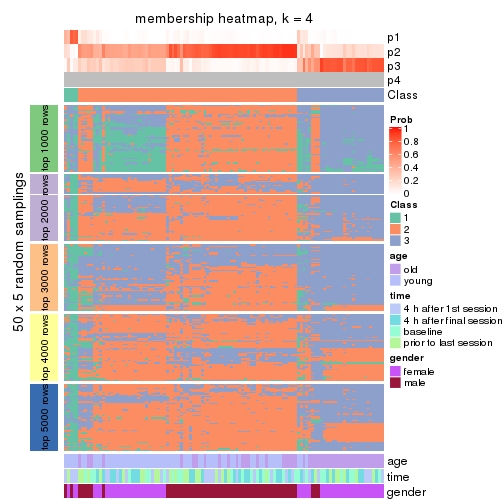 membership heatmap, k = 4
p1
p2
p3
p4
Class
50 x 5 random samplings
top 1000 rows
top 2000 rows
top 3000 rows
top 4000 rows
top 5000 rows
age
time
gender
Prob
1
0.8
0.6
0.4
0.2
0
Class
1
2
3
age
old
young
time
4 h after 1st session
4 h after final session
baseline
prior to last session
gender
female
male